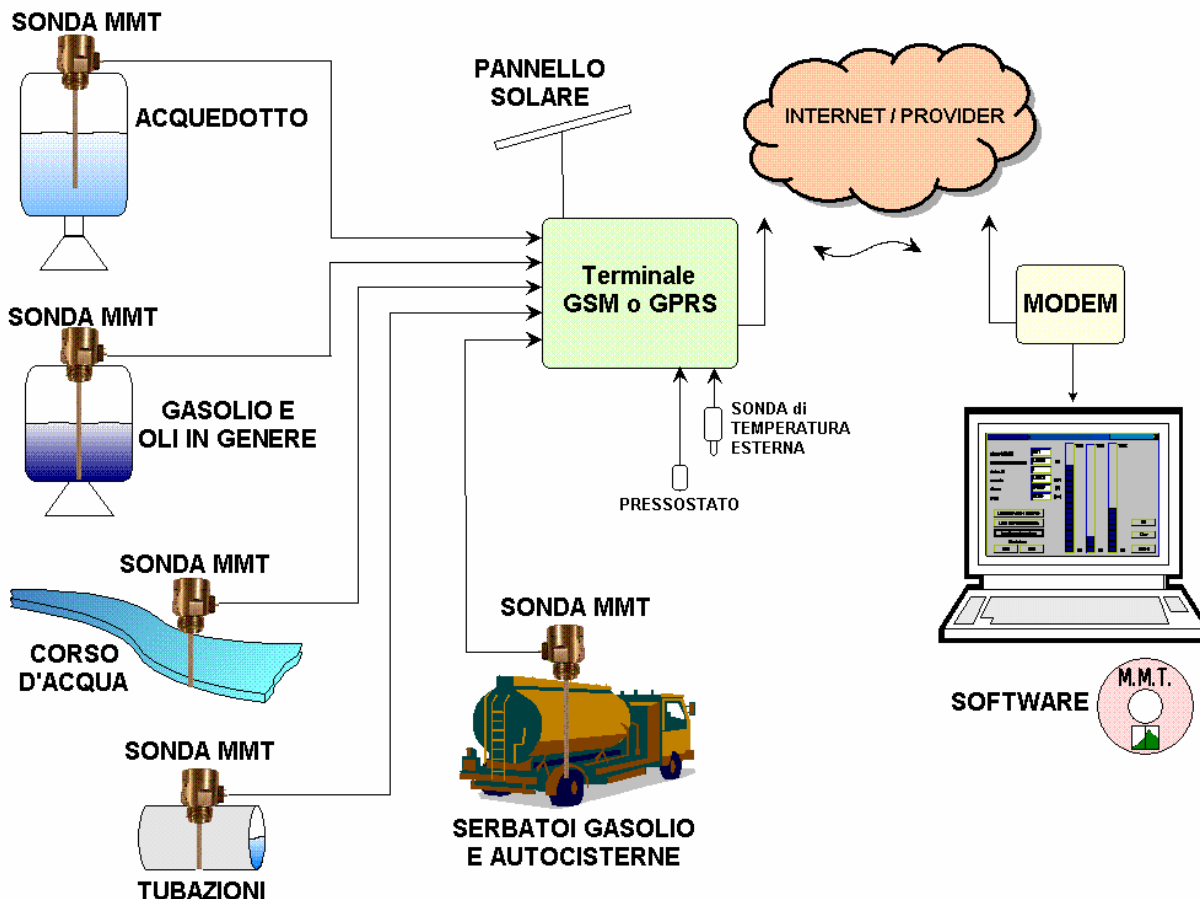 SONDA MMT
ACQUEDOTTO
PANNELLO
SOLARE
INTERNET / PROVIDER
Terminale
GSM o GPRS
MODEM
SONDA MMT
GASOLIO E
OLI IN GENERE
SONDA di
TEMPERATURA
ESTERNA
PRESSOSTATO
SONDA MMT
CORSO
D'ACQUA
SONDA MMT
SERBATOI GASOLIO
E AUTOCISTERNE
SONDA MMT
TUBAZIONI
SOFTWARE
M.M.T.